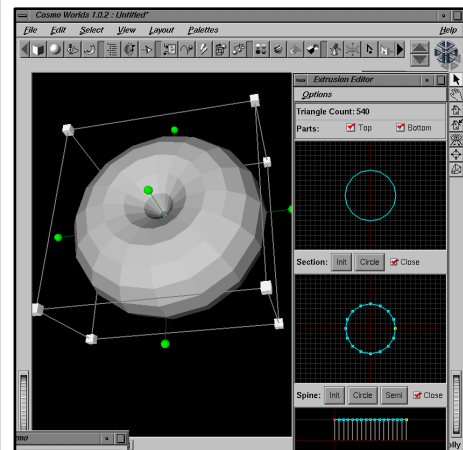 Cosmo Worlds 1.0.2 : Untitled*
File Edit Select View Layout Palettes Help
Extrusion Editor
Options
Triangle Count: 540
Parts: Top Bottom
Section: Init Circle Close
Spine: Init Circle Semi Close
mo
olly